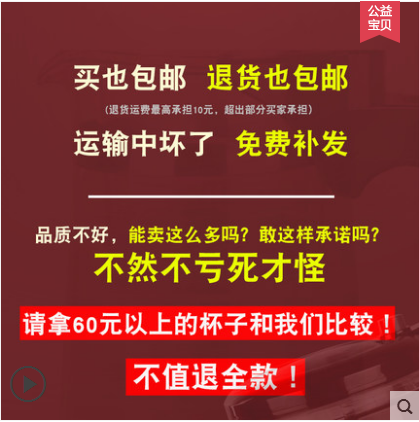 公益
宝贝
买也包邮 退货也包邮
(退货运费最高承担10元，超出部分买家承担)
运输中坏了 免费补发
品质不好，能卖这么多吗？敢这样承诺吗？
不然不亏死才怪
请拿60元以上的杯子和我们比较！
不值退全款！